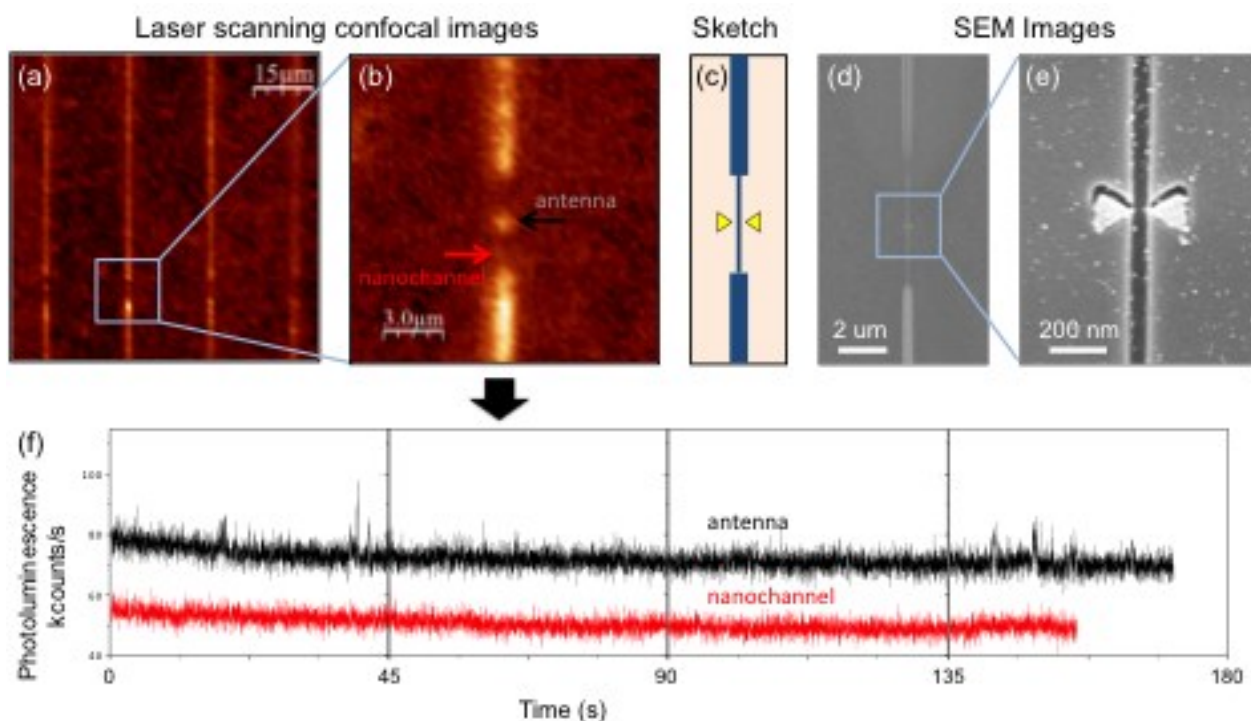 Laser scanning confocal images
Sketch
SEM Images
(a)
15μm
(b)
antenna
nanochannel
3.0μm
(c)
(d)
2 um
(e)
200 nm
(f)
Photoluminescence
kcounts/s
100
80
60
40
antenna
nanochannel
0
45
90
135
180
Time (s)